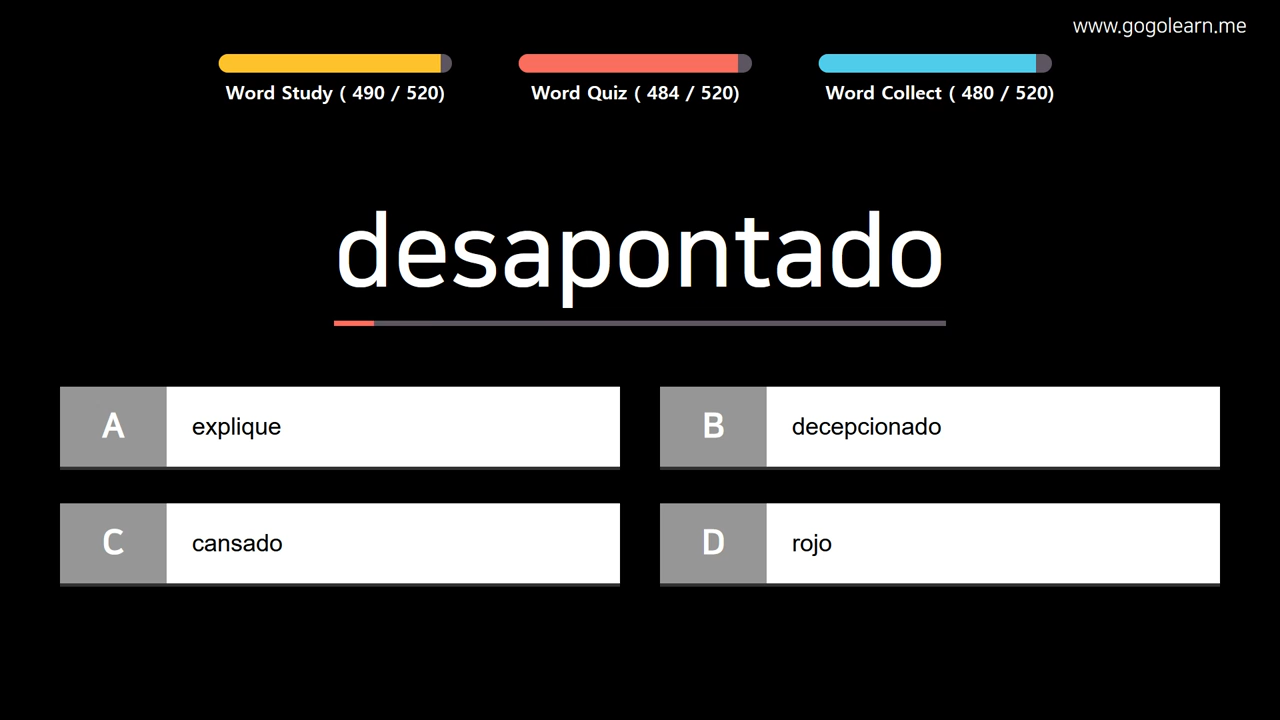 www.gogolearn.me
Word Study ( 490 / 520)
Word Quiz ( 484 / 520)
Word Collect ( 480 / 520)
desapontado
A explique
B decepcionado
C cansado
D rojo